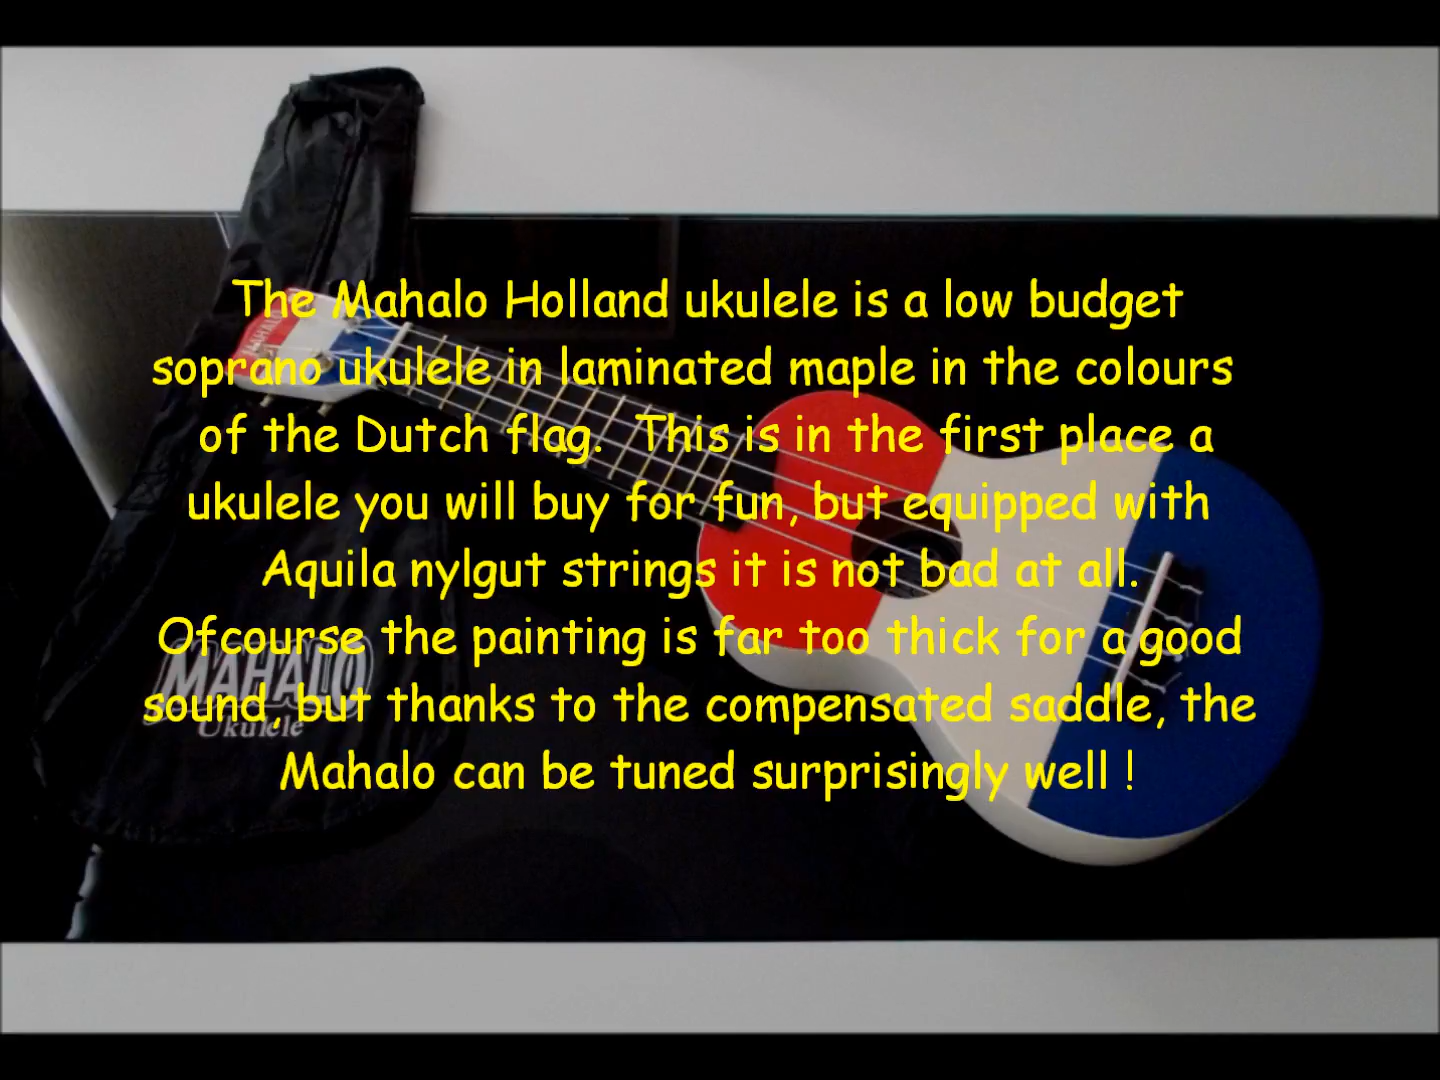 The Mahalo Holland ukulele is a low budget
soprano ukulele in laminated maple in the colours
of the Dutch flag.  This is in the first place a
ukulele you will buy for fun, but equipped with
Aquila nylgut strings it is not bad at all.
Ofcourse the painting is far too thick for a good
sound, but thanks to the compensated saddle, the
Mahalo can be tuned surprisingly well !
MAHALO
MAHALO
Ukulele